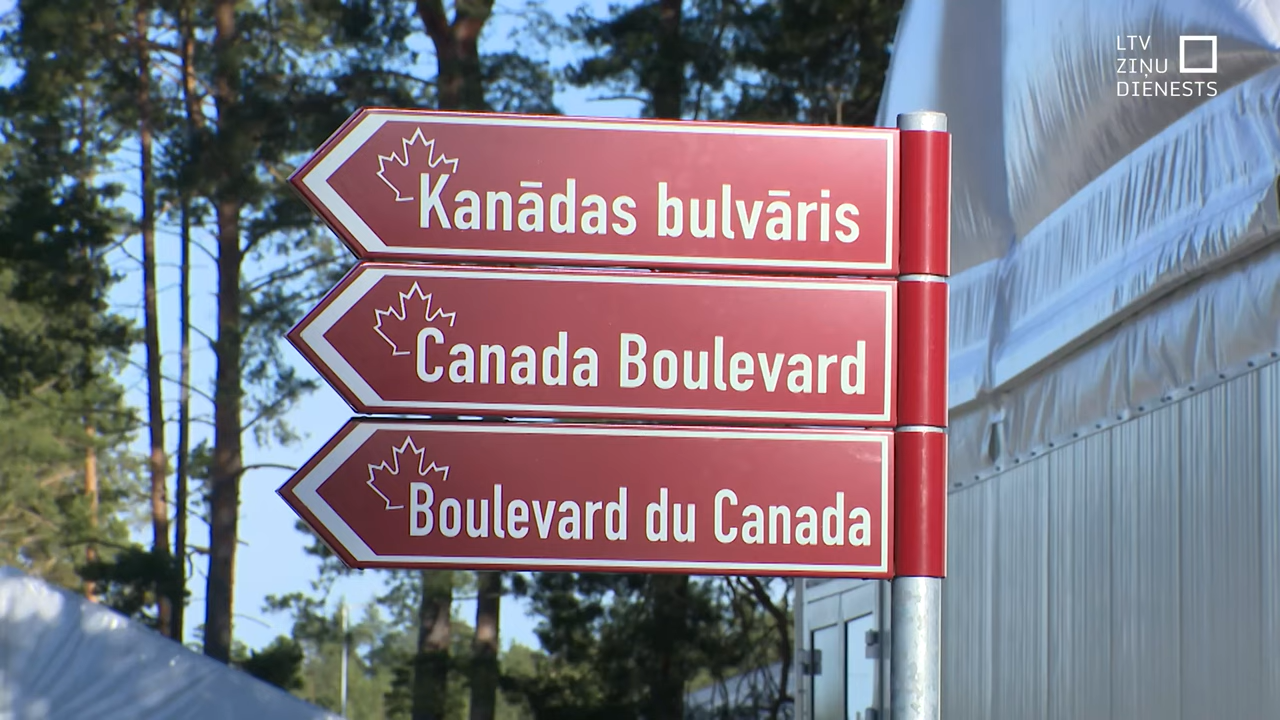 LTV
ZIŅU
DIENESTS
Kanādas bulvāris
Canada Boulevard
Boulevard du Canada